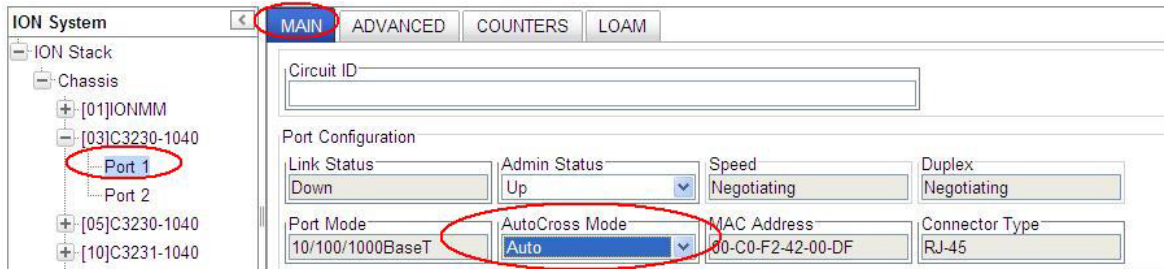 ION System
ION Stack
Chassis
[01]IONMM
[03]C3230-1040
Port 1
Port 2
[05]C3230-1040
[10]C3231-1040
MAIN ADVANCED COUNTERS LOAM
Circuit ID
Port Configuration
Link Status Admin Status Speed Duplex
Down Up Negotiating Negotiating
Port Mode AutoCross Mode MAC Address Connector Type
10/100/1000BaseT Auto 00-C0-F2-42-00-DF RJ-45